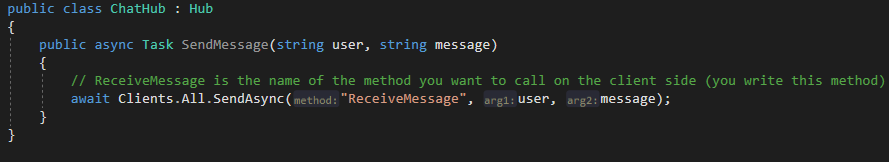 public class ChatHub : Hub
{
public async Task SendMessage(string user, string message)
{
// ReceiveMessage is the name of the method you want to call on the client side (you write this method)
await Clients.All.SendAsync(method:"ReceiveMessage", arg1:user, arg2:message);
}
}